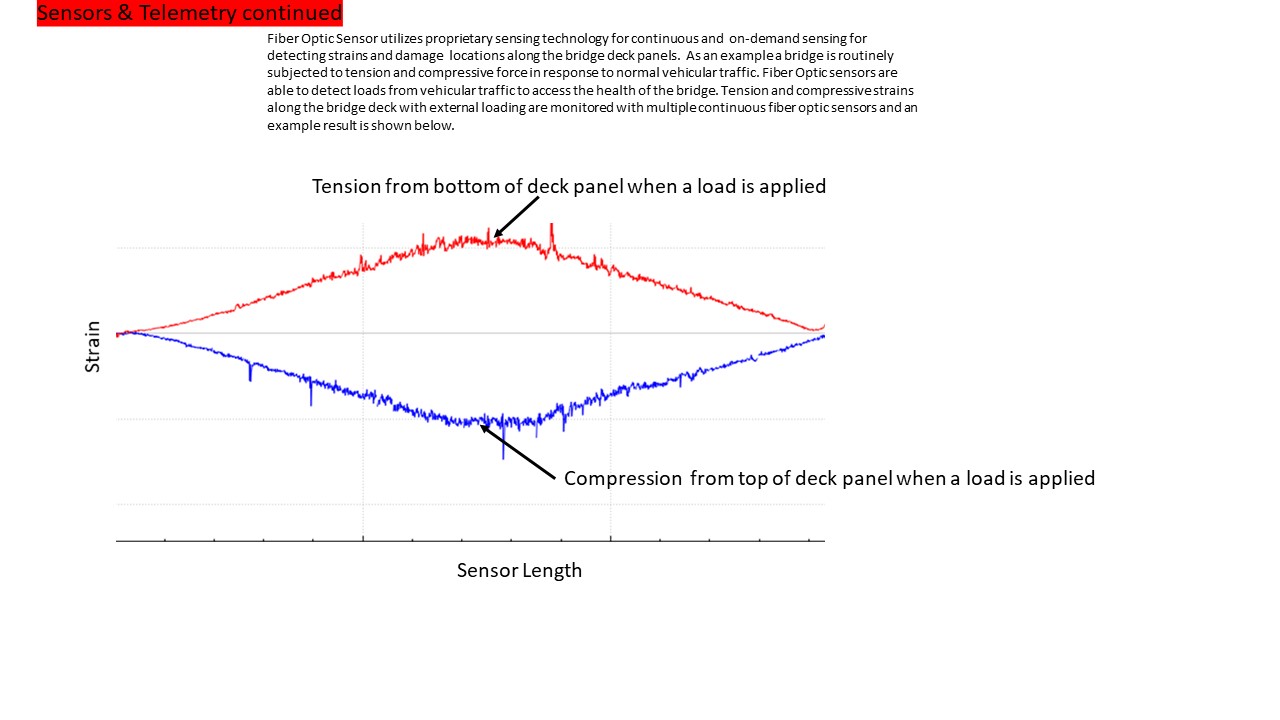 Sensors & Telemetry continued
Fiber Optic Sensor utilizes proprietary sensing technology for continuous and on-demand sensing for
detecting strains and damage locations along the bridge deck panels. As an example a bridge is routinely
subjected to tension and compressive force in response to normal vehicular traffic. Fiber Optic sensors are
able to detect loads from vehicular traffic to access the health of the bridge. Tension and compressive strains
along the bridge deck with external loading are monitored with multiple continuous fiber optic sensors and an
example result is shown below.
Tension from bottom of deck panel when a load is applied
Strain
Compression from top of deck panel when a load is applied
Sensor Length